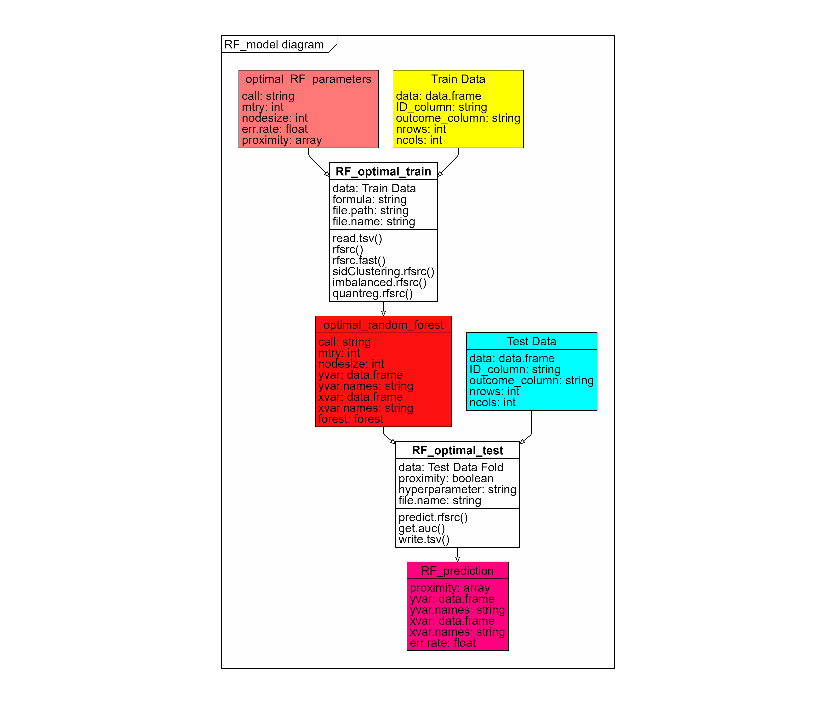 RF_model diagram
optimal_RF_parameters
call: string
mtry: int
nodesize: int
err.rate: float
proximity: array
Train Data
data: data.frame
ID_column: string
outcome_column: string
nrows: int
ncols: int
RF_optimal_train
data: Train Data
formula: string
file.path: string
file.name: string
read.tsv()
rfsrc()
rfsrc.fast()
sidClustering.rfsrc()
imbalanced.rfsrc()
quantreg.rfsrc()
optimal_random_forest
call: string
mtry: int
nodesize: int
yvar: data.frame
yvar.names: string
xvar: data.frame
xvar.names: string
forest: forest
Test Data
data: data.frame
ID_column: string
outcome_column: string
nrows: int
ncols: int
RF_optimal_test
data: Test Data Fold
proximity: boolean
hyperparameter: string
file.name: string
predict.rfsrc()
get.auc()
write.tsv()
RF_prediction
proximity: array
yvar: data.frame
yvar.names: string
xvar: data.frame
xvar.names: string
err.rate: float